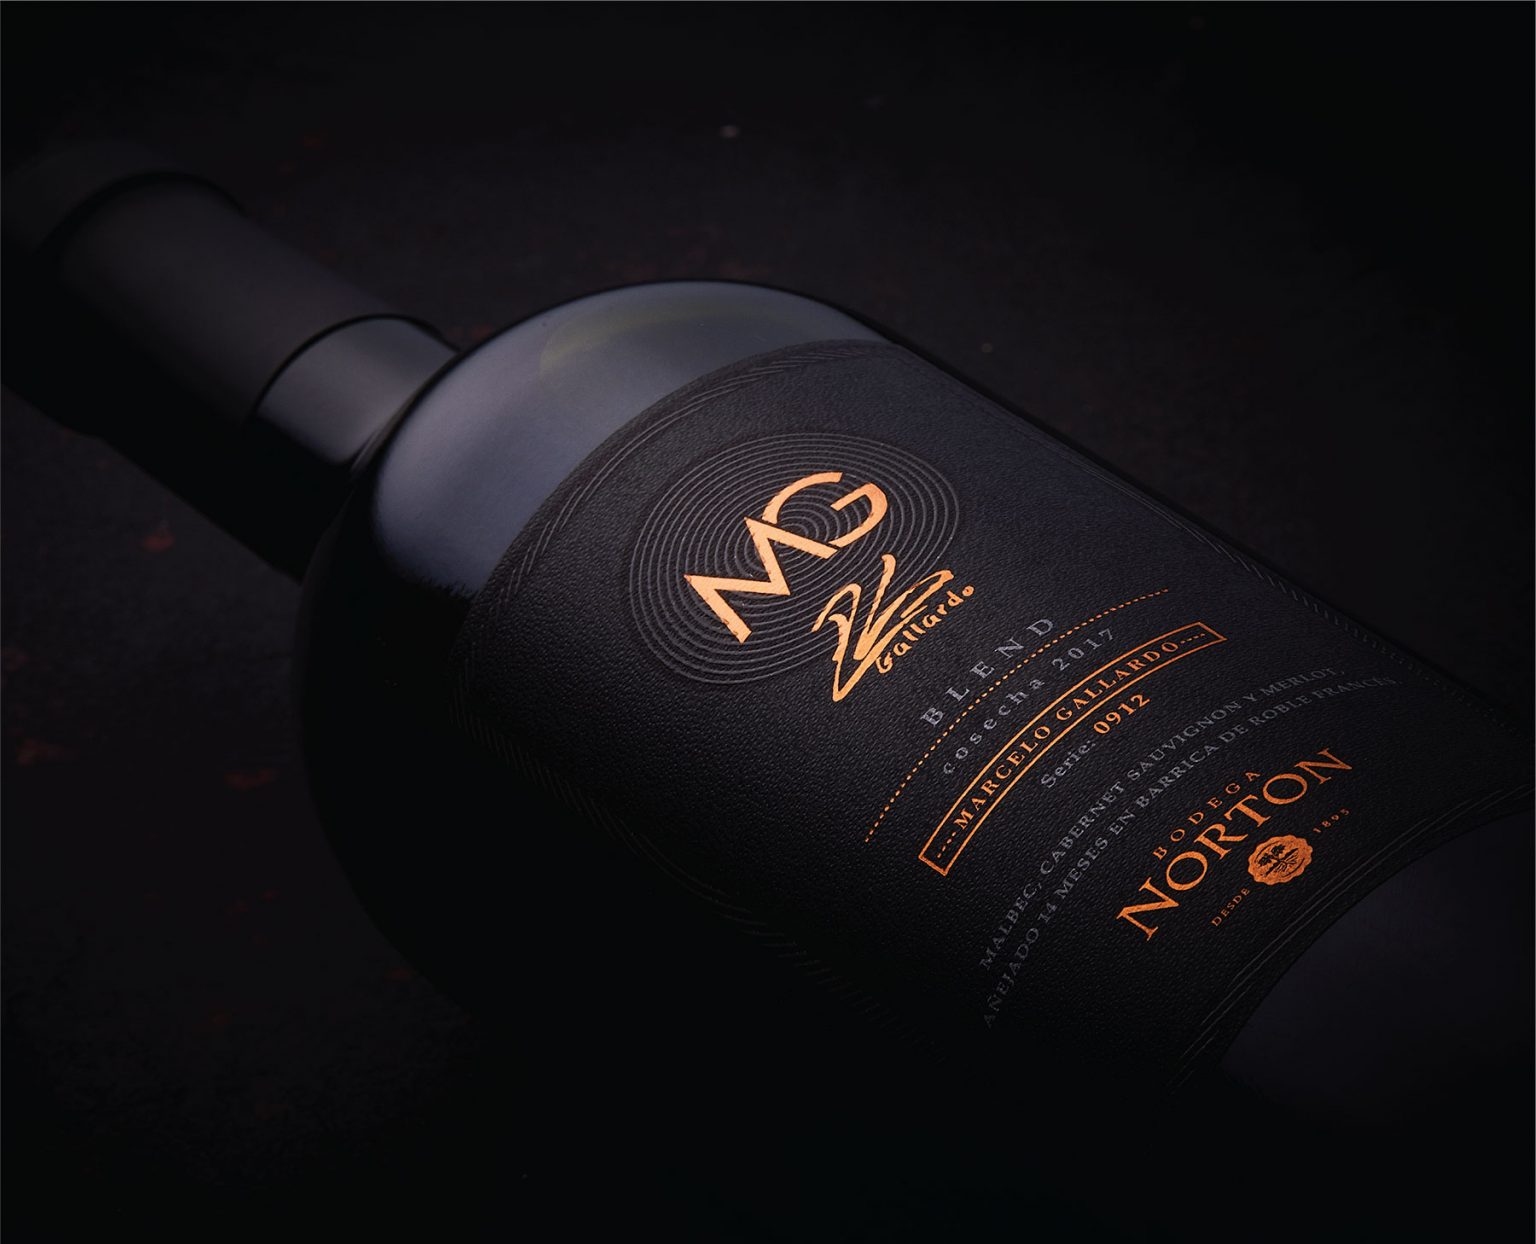 MG
Gallardo
BLEND
cosecha 2017
MARCELO GALLARDO
Serie: 0912
MALBEC, CABERNET SAUVIGNON Y MERLOT,
AÑEJADO 14 MESES EN BARRICA DE ROBLE FRANCÉS
BODEGA
NORTON
DESDE 1895